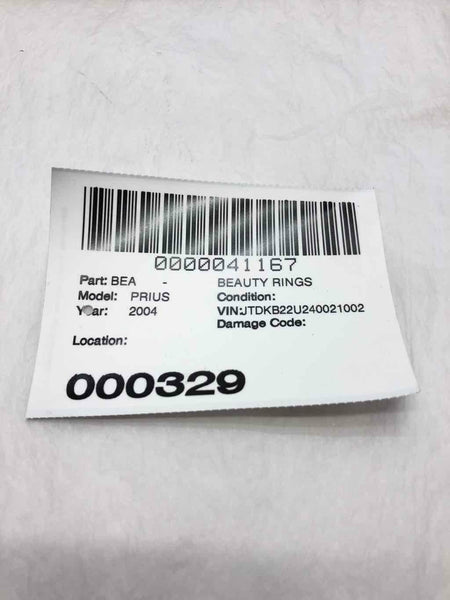 0000041167
Part: BEA - BEAUTY RINGS
Model: PRIUS Condition:
Year: 2004 VIN:JTDKB22U240021002
Damage Code:
Location:
000329